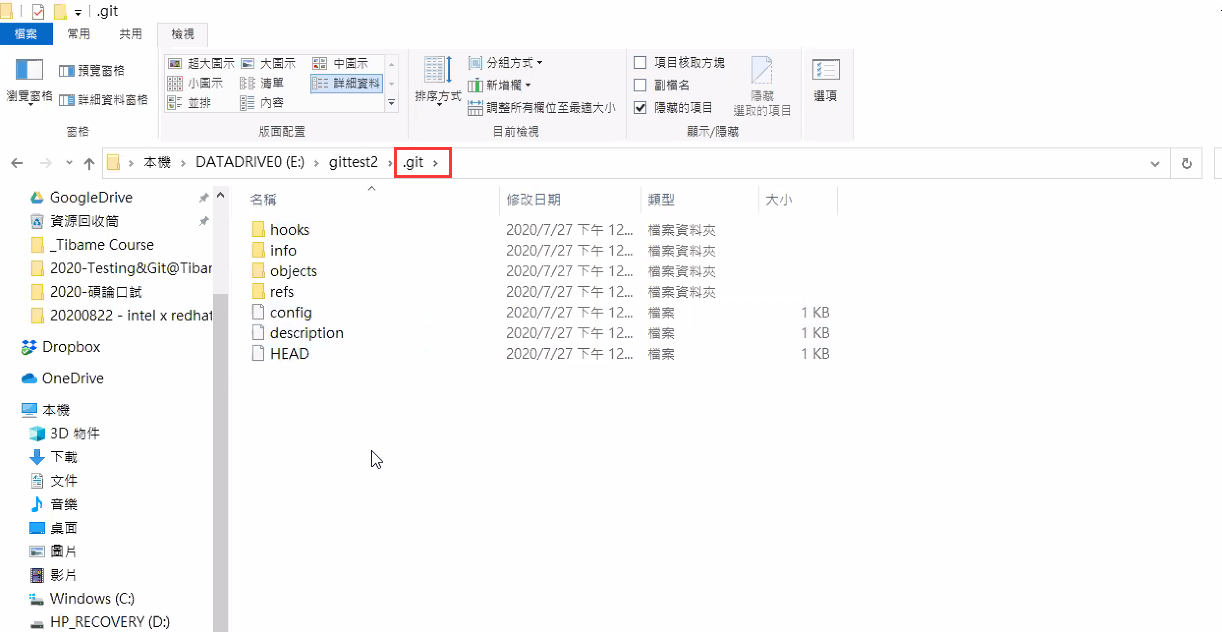 .git
檔案 常用 共用 檢視
瀏覽窗格 預覽窗格
詳細資料窗格
窗格
超大圖示 大圖示 中圖示
小圖示 清單 詳細資料
並排 內容
版面配置
排序方式 分組方式
新增欄
調整所有欄位至最適大小
目前檢視
項目核取方塊
副檔名
隱藏的項目
隱藏
選取的項目
顯示/隱藏
選項
本機 DATADRIVE0 (E:) gittest2 .git
GoogleDrive
資源回收筒
_Tibame Course
2020-Testing&Git@Tibar
2020-碩論口試
20200822 - intel x redhat
Dropbox
OneDrive
本機
3D 物件
下載
文件
音樂
桌面
圖片
影片
Windows (C:)
HP_RECOVERY (D:)
名稱 修改日期 類型 大小
hooks 2020/7/27 下午 12... 檔案資料夾
info 2020/7/27 下午 12... 檔案資料夾
objects 2020/7/27 下午 12... 檔案資料夾
refs 2020/7/27 下午 12... 檔案資料夾
config 2020/7/27 下午 12... 檔案 1 KB
description 2020/7/27 下午 12... 檔案 1 KB
HEAD 2020/7/27 下午 12... 檔案 1 KB